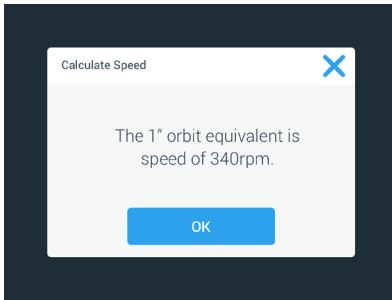 Calculate Speed
The 1” orbit equivalent is
speed of 340rpm.
OK